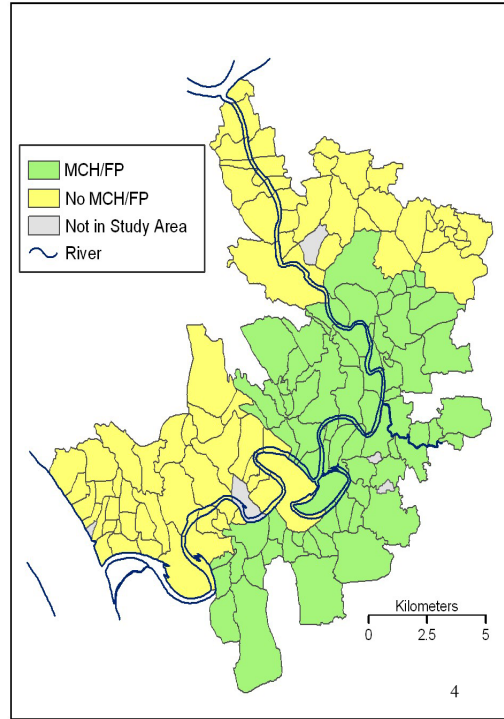 MCH/FP
No MCH/FP
Not in Study Area
River
Kilometers
0 2.5 5
4